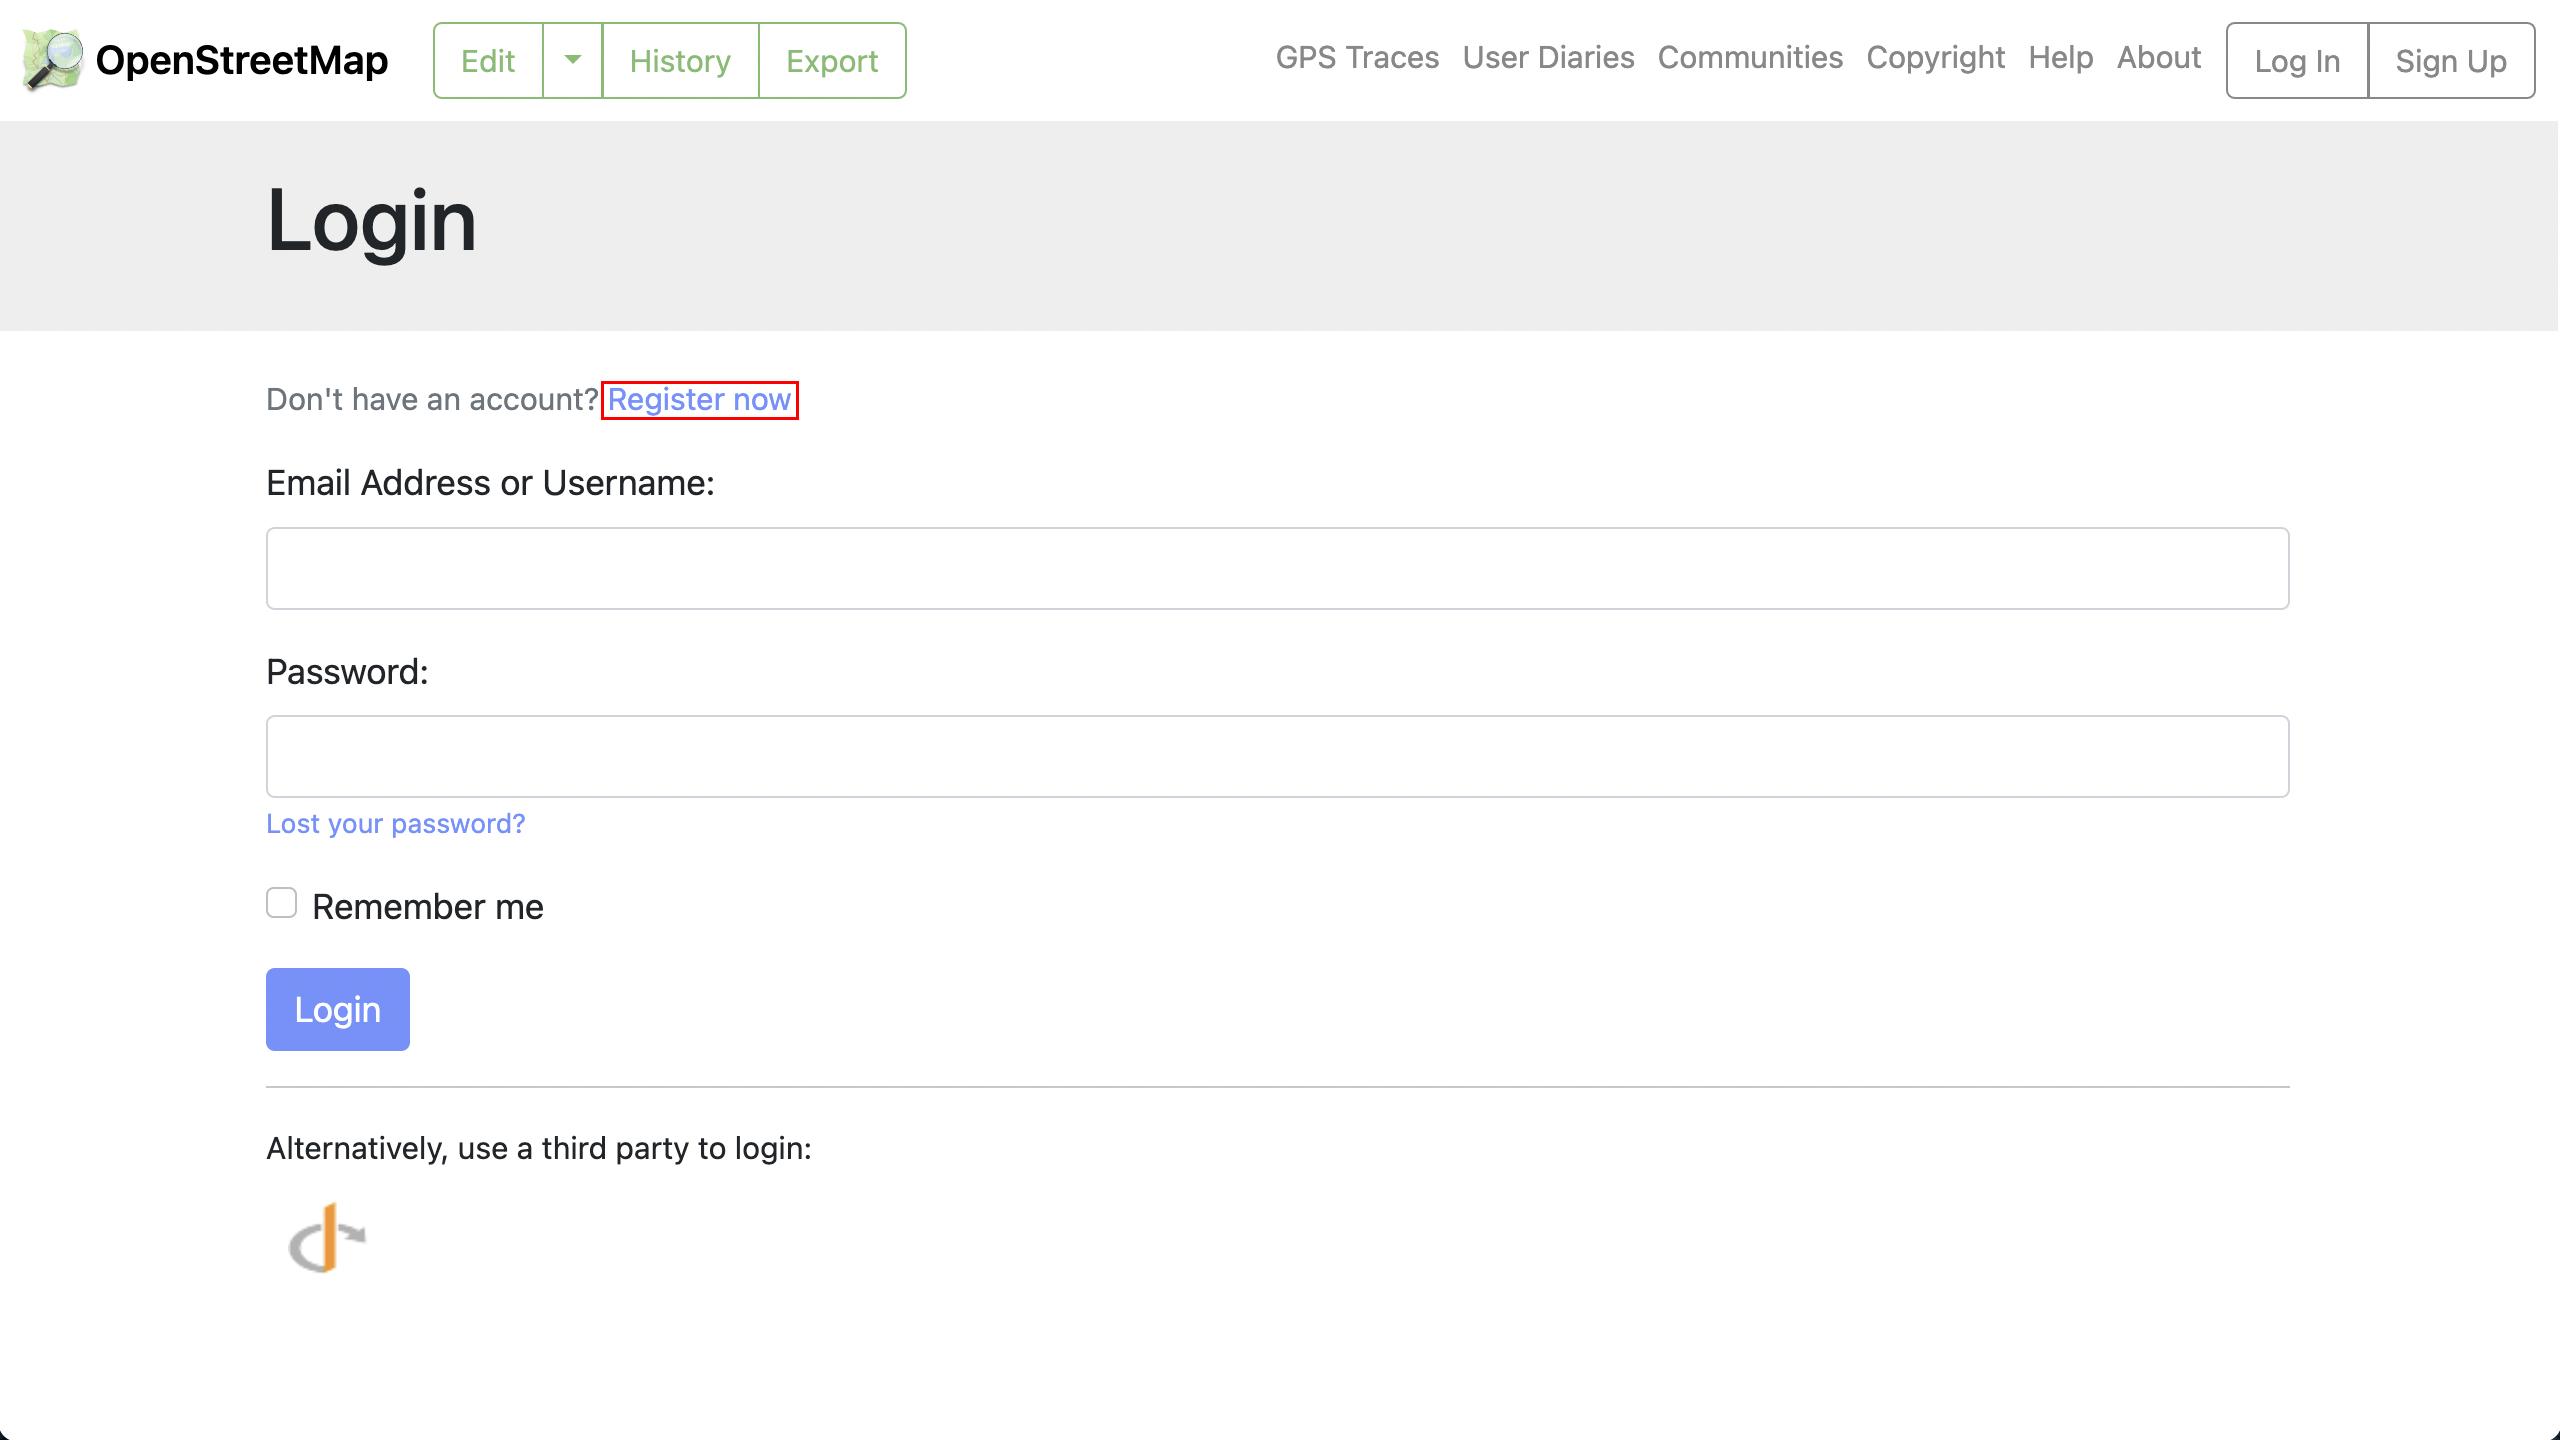 OpenStreetMap Edit History Export GPS Traces User Diaries Communities Copyright Help About Log In Sign Up
Login
Don't have an account? Register now
Email Address or Username:
Password:
Lost your password?
Remember me
Login
Alternatively, use a third party to login: